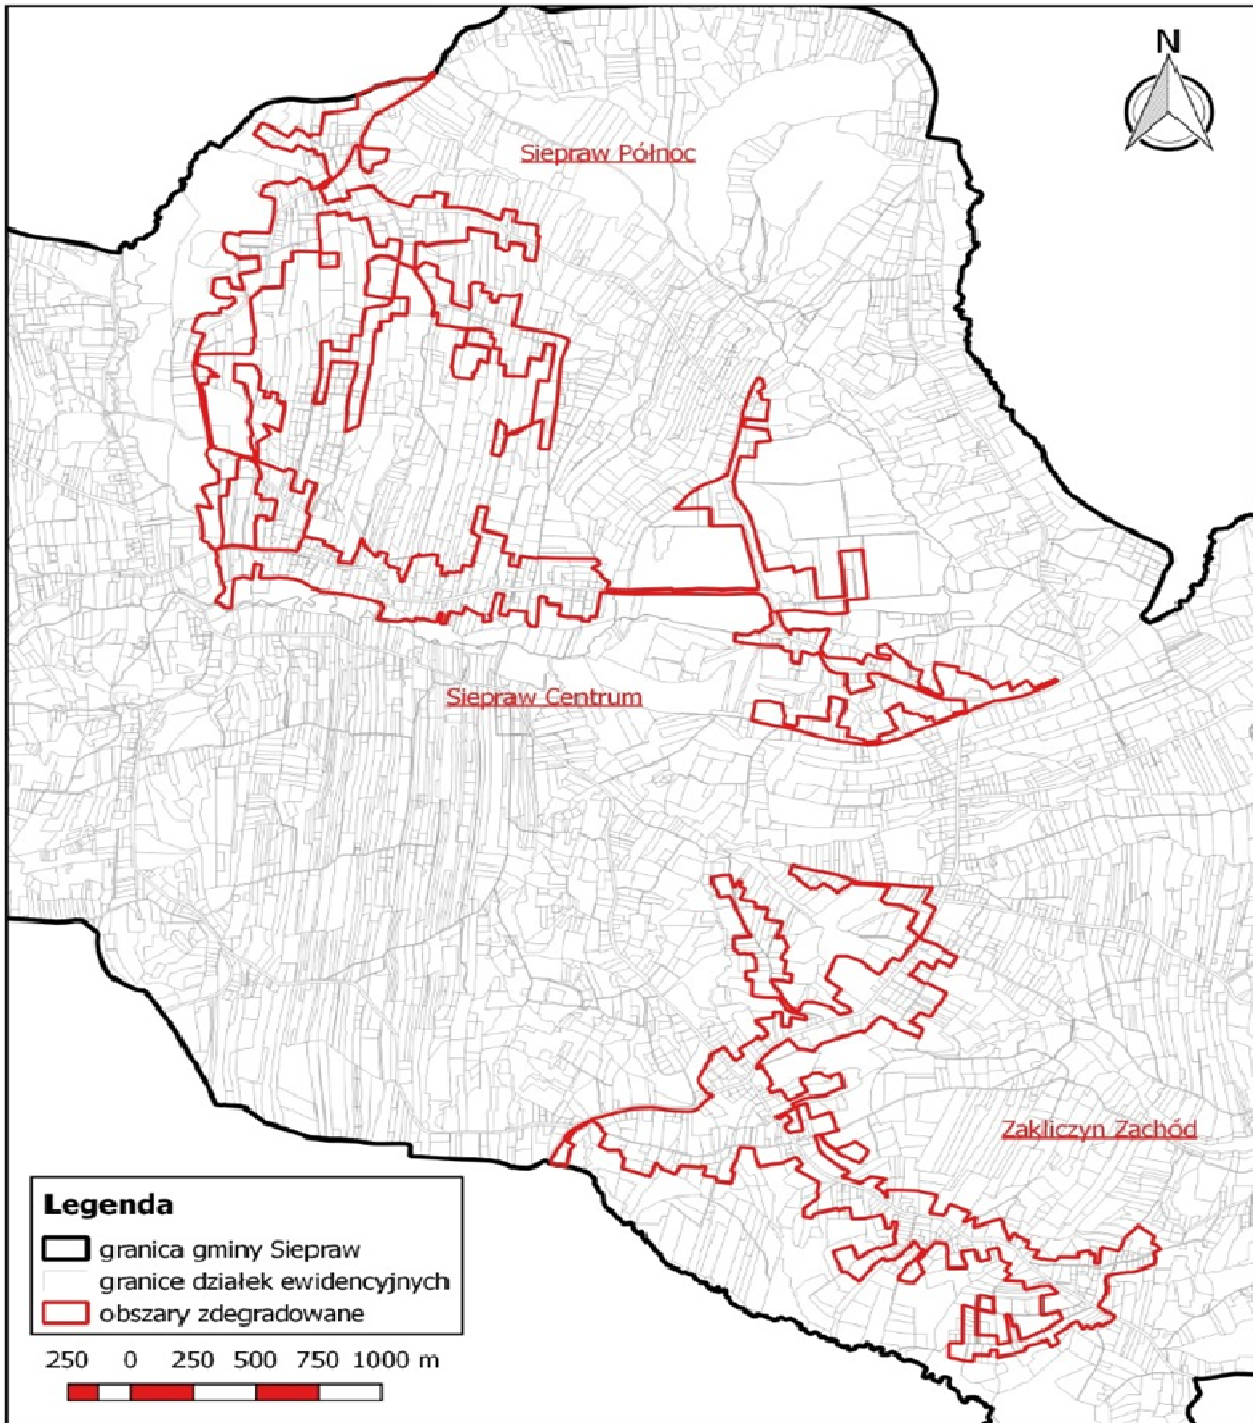 N
Siepraw Północ
Siepraw Centrum
Zakliczyn Zachód
Legenda
granica gminy Siepraw
granice działek ewidencyjnych
obszary zdegradowane
250 0 250 500 750 1000 m